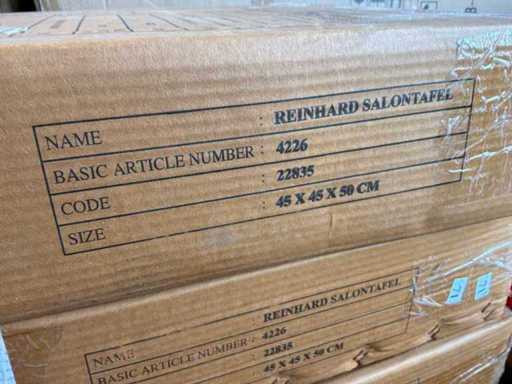 NAME : REINHARD SALONTAFEL
BASIC ARTICLE NUMBER : 4226
CODE : 22835
SIZE : 45 X 45 X 50 CM
NAME : REINHARD SALONTAFEL
BASIC ARTICLE NUMBER : 4226
22835
45 X 45 X 50 CM